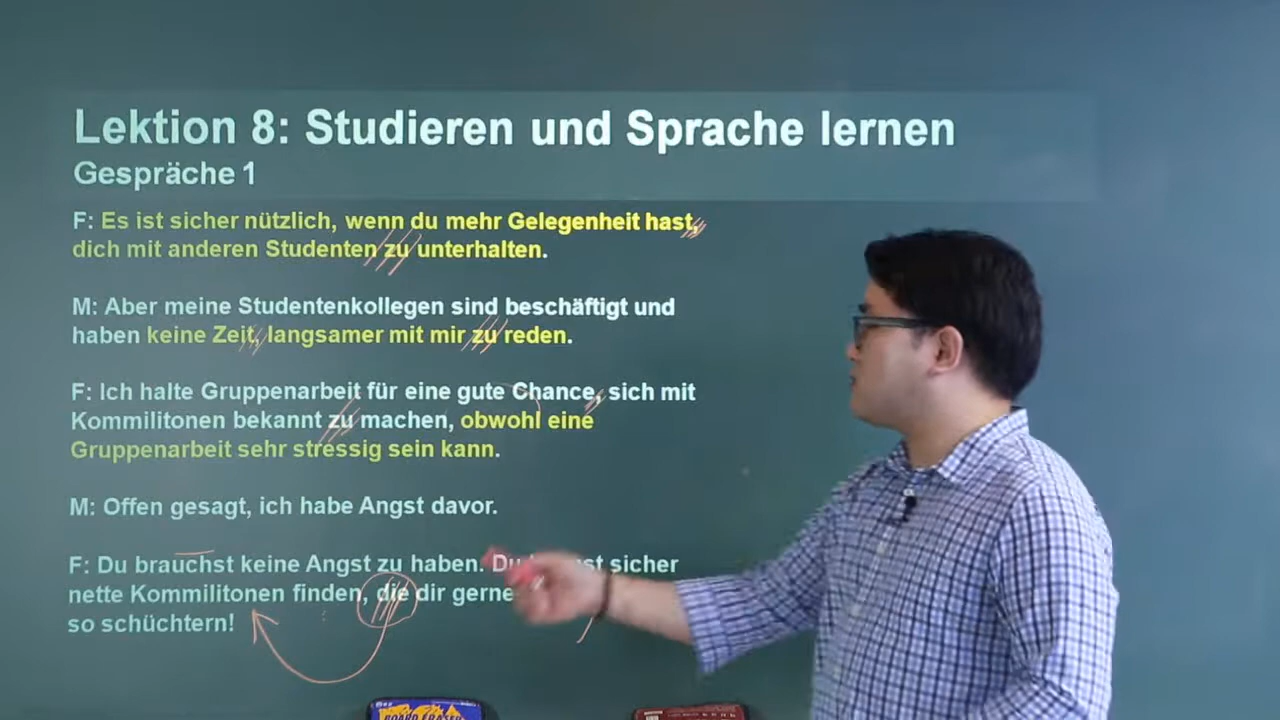 Lektion 8: Studieren und Sprache lernen
Gespräche 1
F: Es ist sicher nützlich, wenn du mehr Gelegenheit hast,
dich mit anderen Studenten zu unterhalten.
M: Aber meine Studentenkollegen sind beschäftigt und
haben keine Zeit, langsamer mit mir zu reden.
F: Ich halte Gruppenarbeit für eine gute Chance, sich mit
Kommilitonen bekannt zu machen, obwohl eine
Gruppenarbeit sehr stressig sein kann.
M: Offen gesagt, ich habe Angst davor.
F: Du brauchst keine Angst zu haben. Du sicher
nette Kommilitonen finden, die dir gerne
so schüchtern!
BOARD ERASER